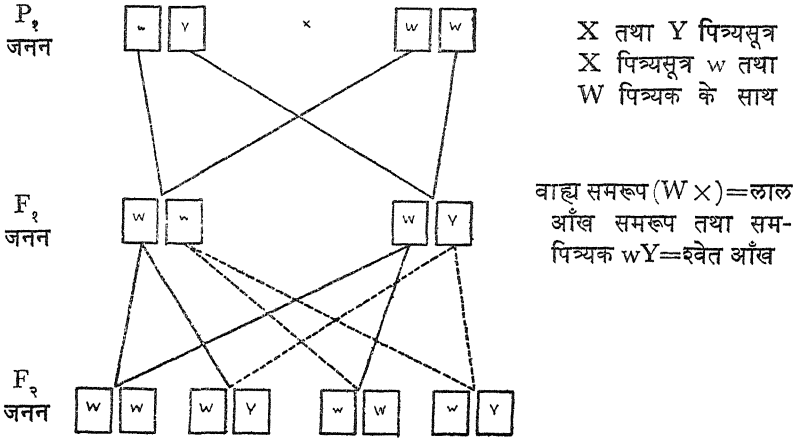 P₁
जनन
w Y × W W
X तथा Y पित्र्यसूत्र
X पित्र्यसूत्र w तथा
W पित्र्यक के साथ
F₁
जनन
W w W Y
वाह्य समरूप (W ×)=लाल
आँख समरूप तथा सम-
पित्र्यक wY=श्वेत आँख
F₂
जनन
W W W Y w W w Y